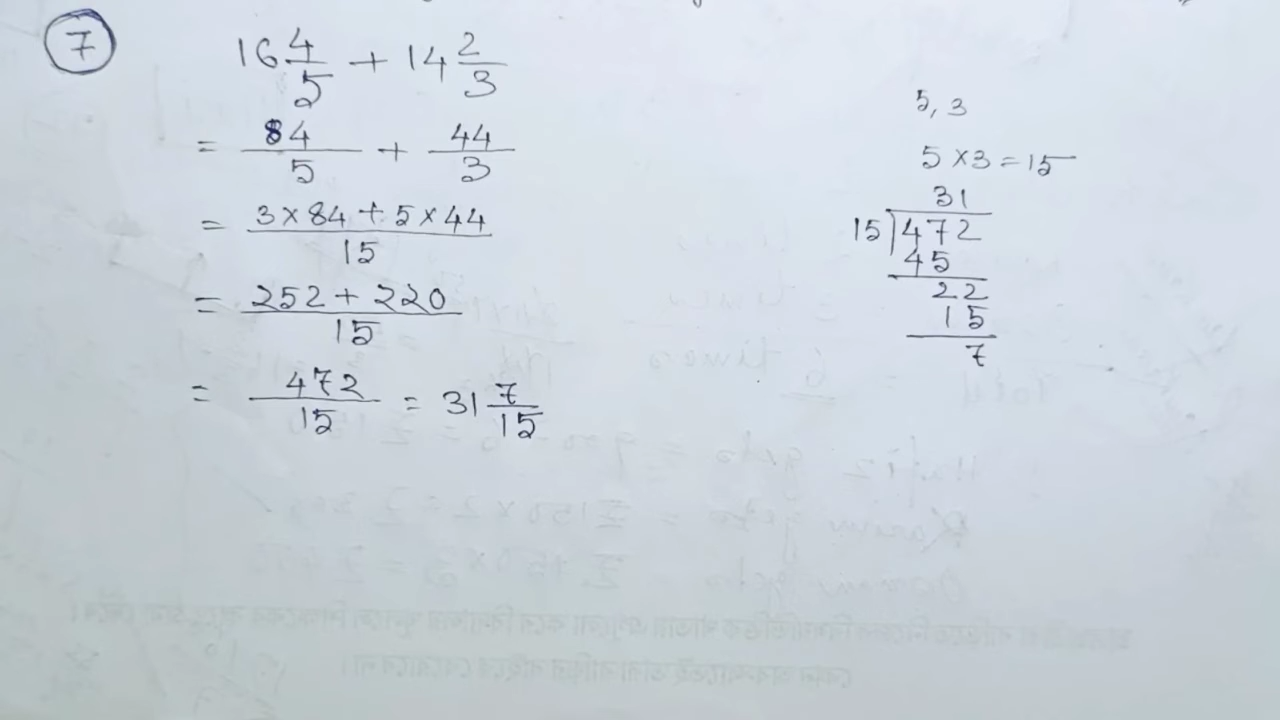 7
16 4/5 + 14 2/3
= 84/5 + 44/3
= (3 × 84 + 5 × 44)/15
= (252 + 220)/15
= 472/15 = 31 7/15
5, 3
5 × 3 = 15
31
15)472
45
22
15
7